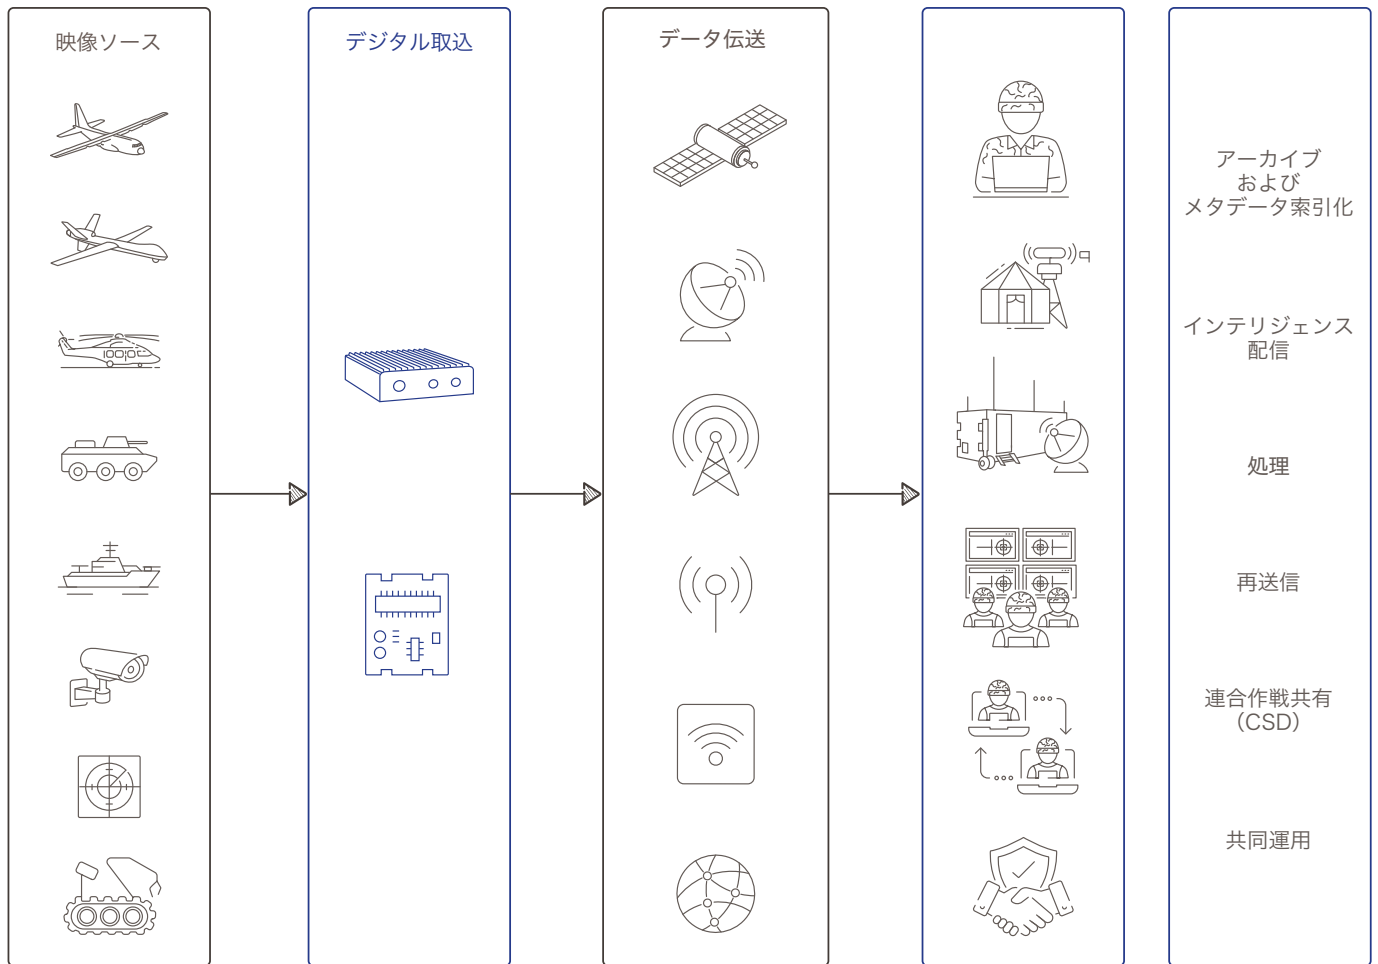 映像ソース
デジタル取込
データ伝送
アーカイブ
および
メタデータ索引化
インテリジェンス
配信
処理
再送信
連合作戦共有
（CSD）
共同運用